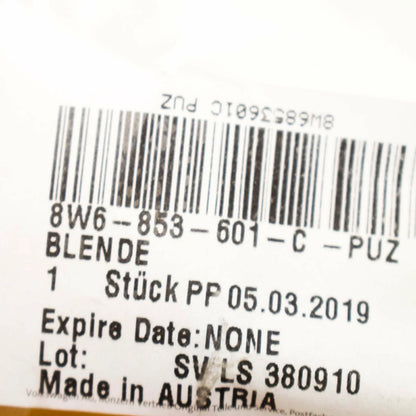 8W6853601C PUZ
8W6-853-601-C -PUZ
BLENDE
1 Stück PP 05.03.2019
Expire Date:NONE
Lot: SV LS 380910
Made in AUSTRIA